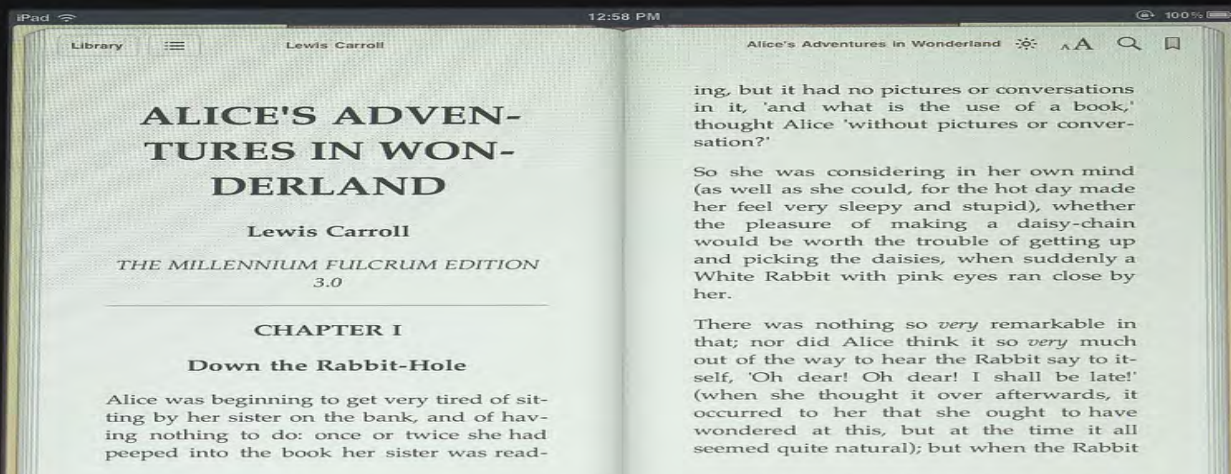 iPad
12:58 PM
100%
Library
Lewis Carroll
Alice's Adventures in Wonderland
AA
ALICE'S ADVEN-
TURES IN WON-
DERLAND
Lewis Carroll
THE MILLENNIUM FULCRUM EDITION
3.0
CHAPTER I
Down the Rabbit-Hole
Alice was beginning to get very tired of sit-
ting by her sister on the bank, and of hav-
ing nothing to do: once or twice she had
peeped into the book her sister was read-
ing, but it had no pictures or conversations
in it, 'and what is the use of a book,'
thought Alice 'without pictures or conver-
sation?'
So she was considering in her own mind
(as well as she could, for the hot day made
her feel very sleepy and stupid), whether
the pleasure of making a daisy-chain
would be worth the trouble of getting up
and picking the daisies, when suddenly a
White Rabbit with pink eyes ran close by
her.
There was nothing so very remarkable in
that; nor did Alice think it so very much
out of the way to hear the Rabbit say to it-
self, 'Oh dear! Oh dear! I shall be late!'
(when she thought it over afterwards, it
occurred to her that she ought to have
wondered at this, but at the time it all
seemed quite natural); but when the Rabbit